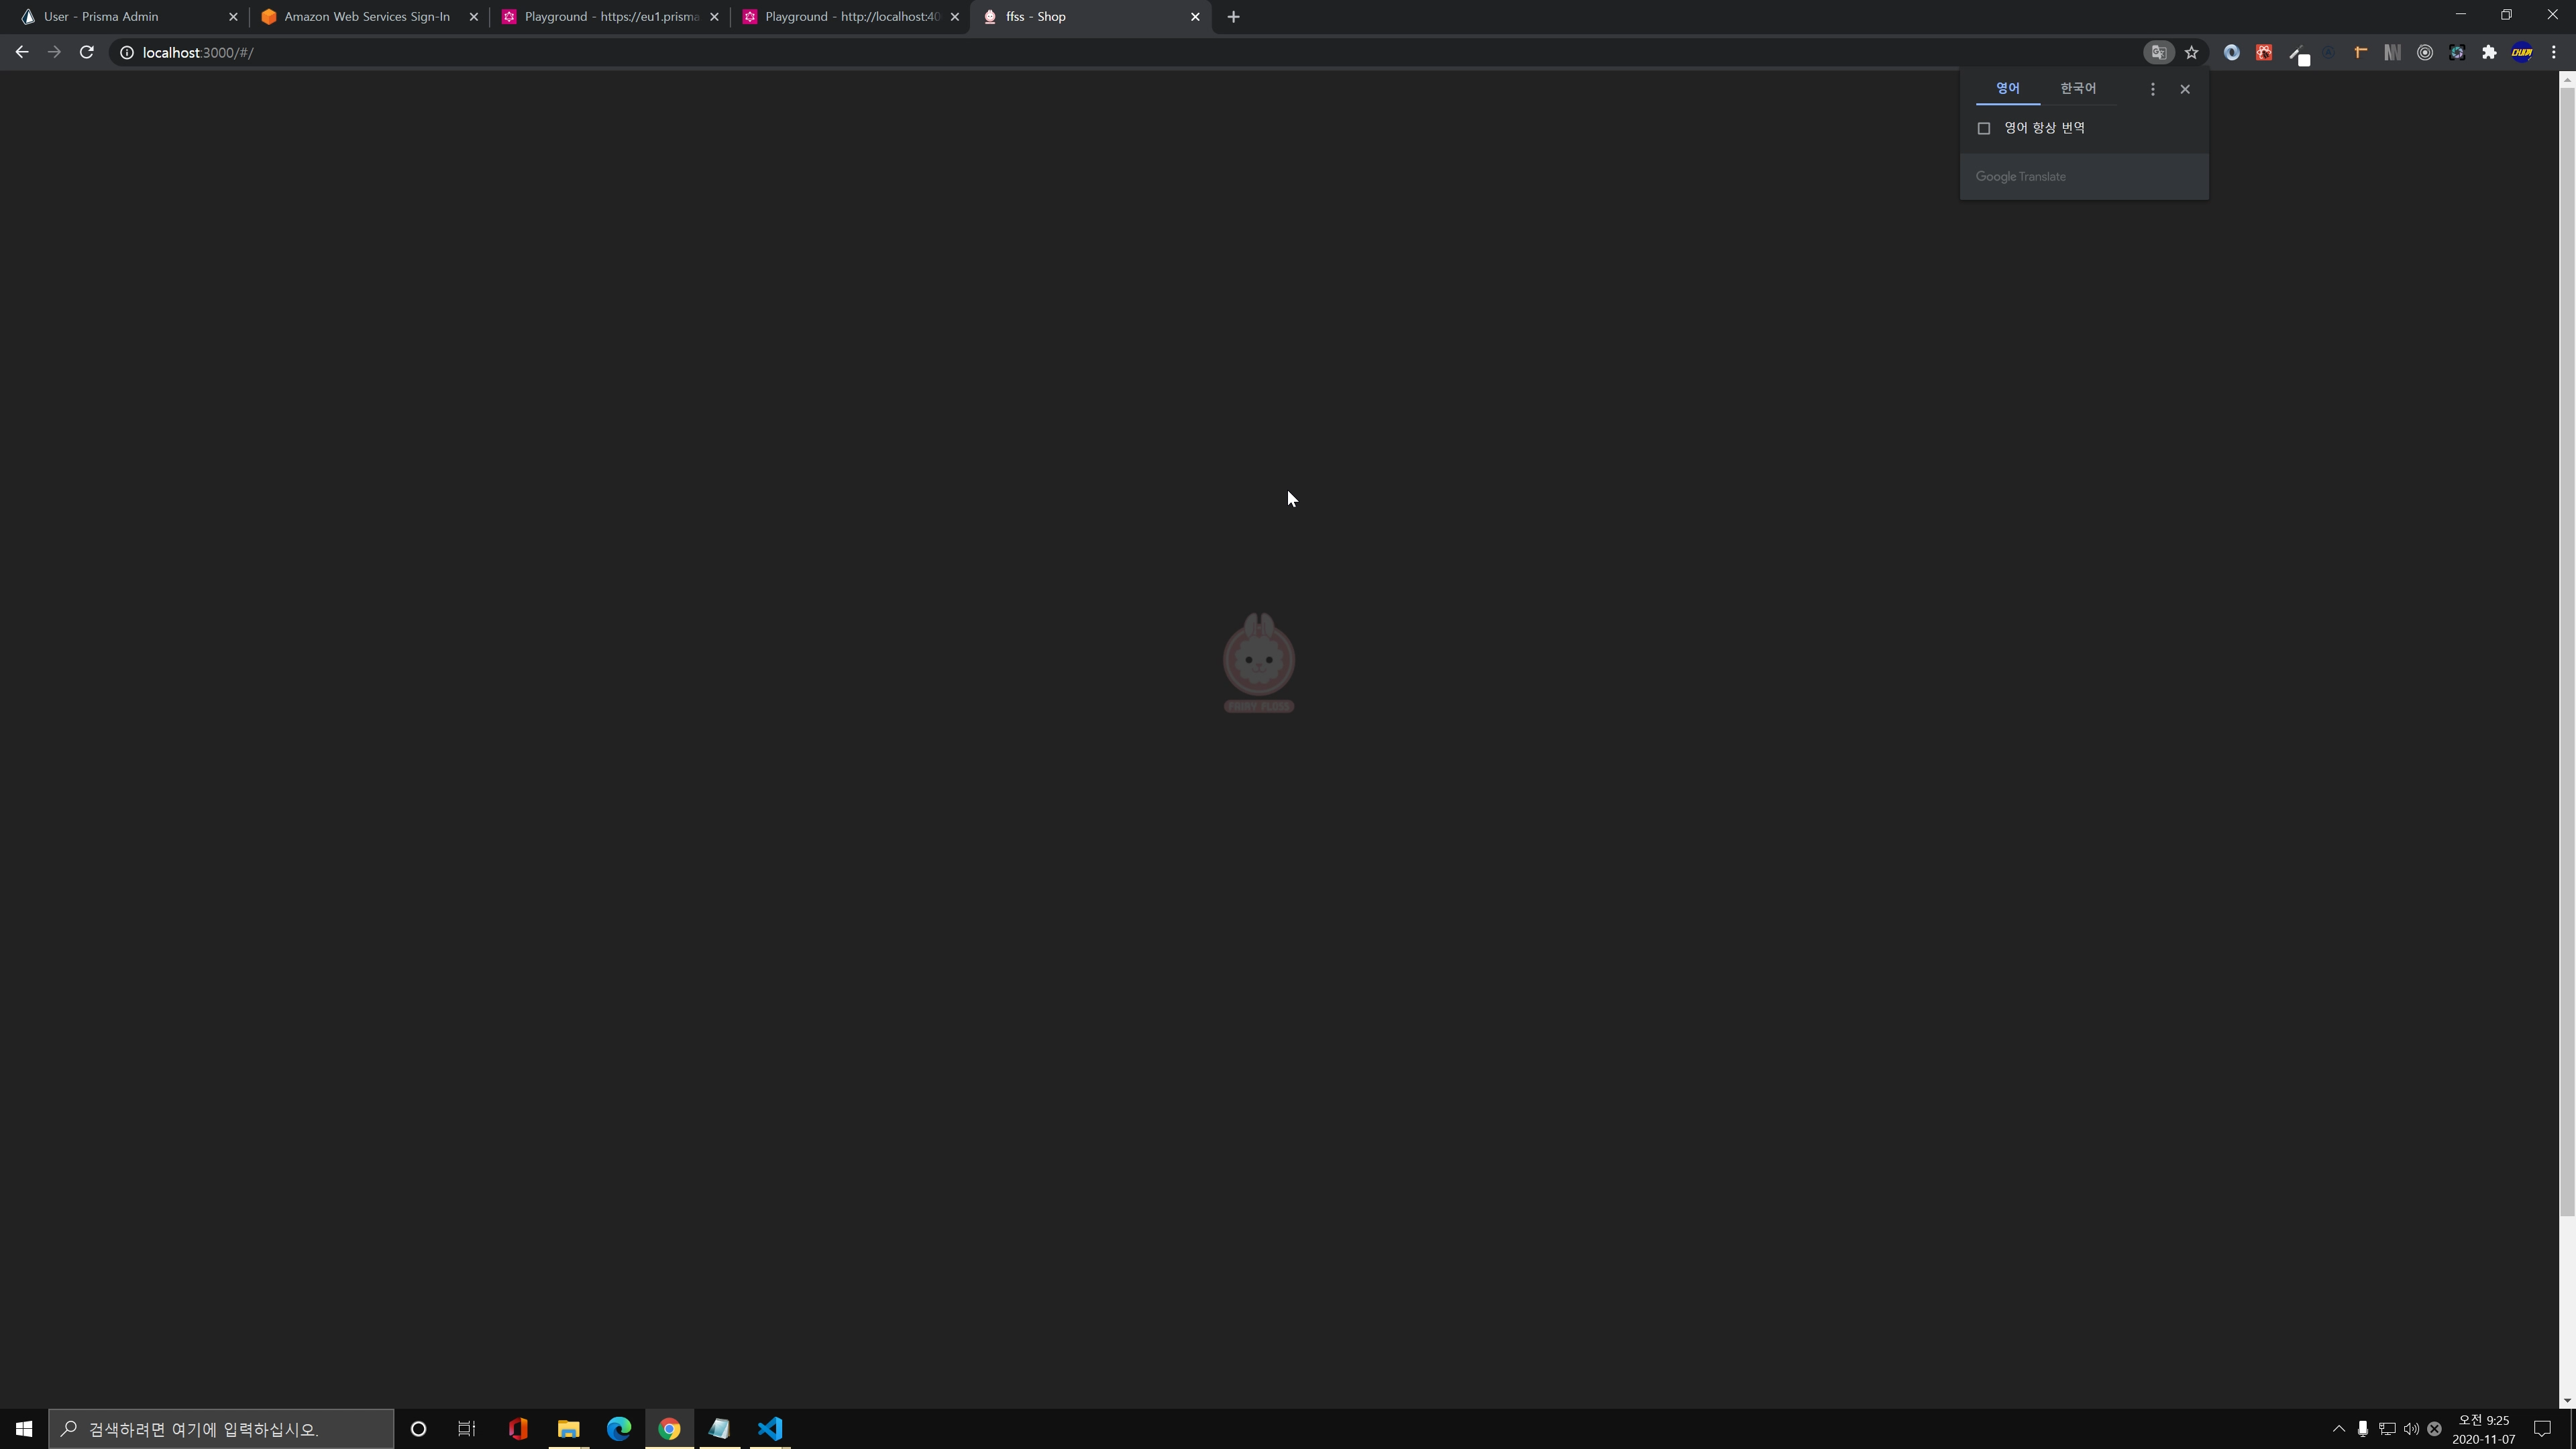 User - Prisma Admin
Amazon Web Services Sign-In
Playground - https://eu1.prisma
Playground - http://localhost:40
ffss - Shop
localhost:3000/#/
영어
한국어
영어 항상 번역
Google Translate
FAIRY FLOSS
검색하려면 여기에 입력하십시오.
오전 9:25
2020-11-07